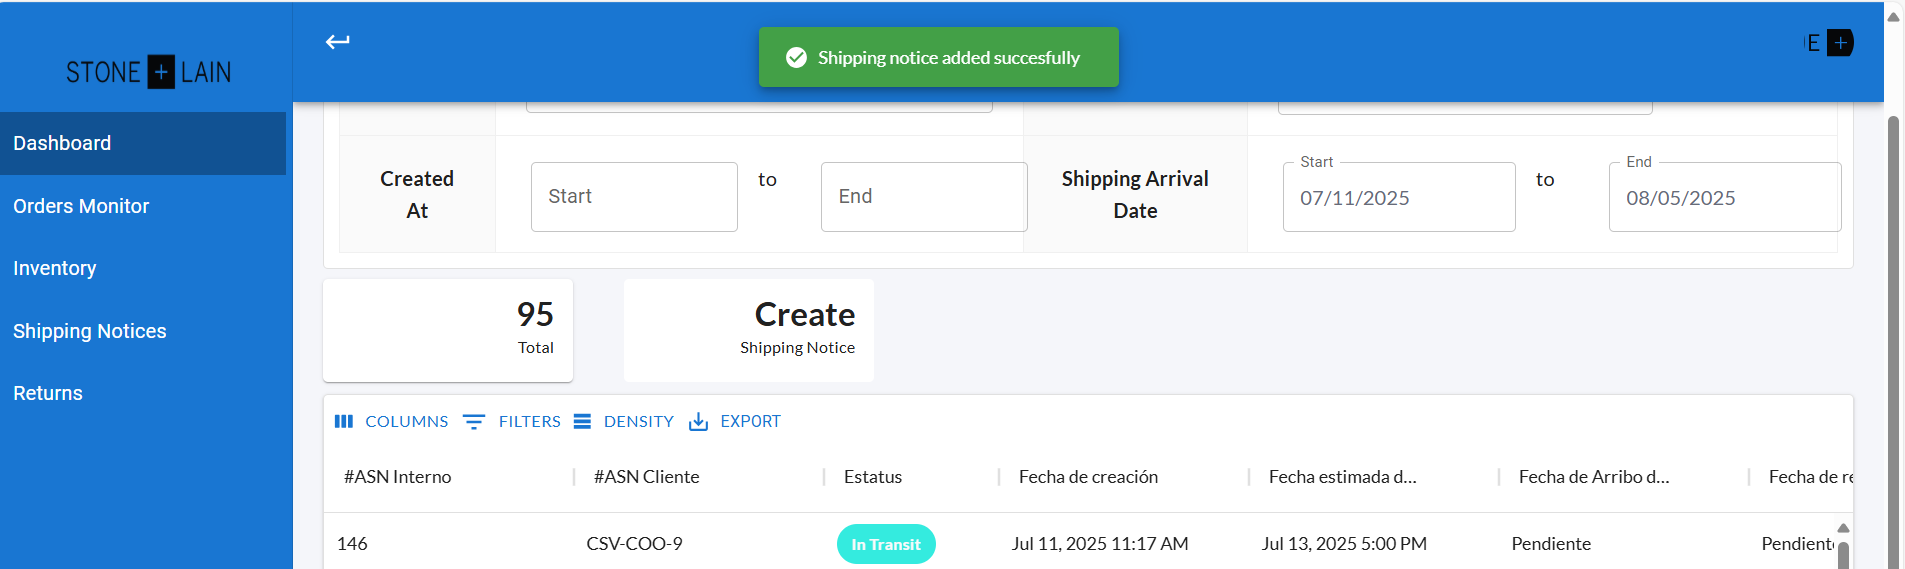 STONE + LAIN
Shipping notice added succesfully
E +
Dashboard
Orders Monitor
Inventory
Shipping Notices
Returns
Created At
Start
to
End
Shipping Arrival Date
Start
07/11/2025
to
End
08/05/2025
95
Total
Create
Shipping Notice
COLUMNS FILTERS DENSITY EXPORT
#ASN Interno #ASN Cliente Estatus Fecha de creación Fecha estimada d... Fecha de Arribo d... Fecha de re
146 CSV-COO-9 In Transit Jul 11, 2025 11:17 AM Jul 13, 2025 5:00 PM Pendiente Pendient